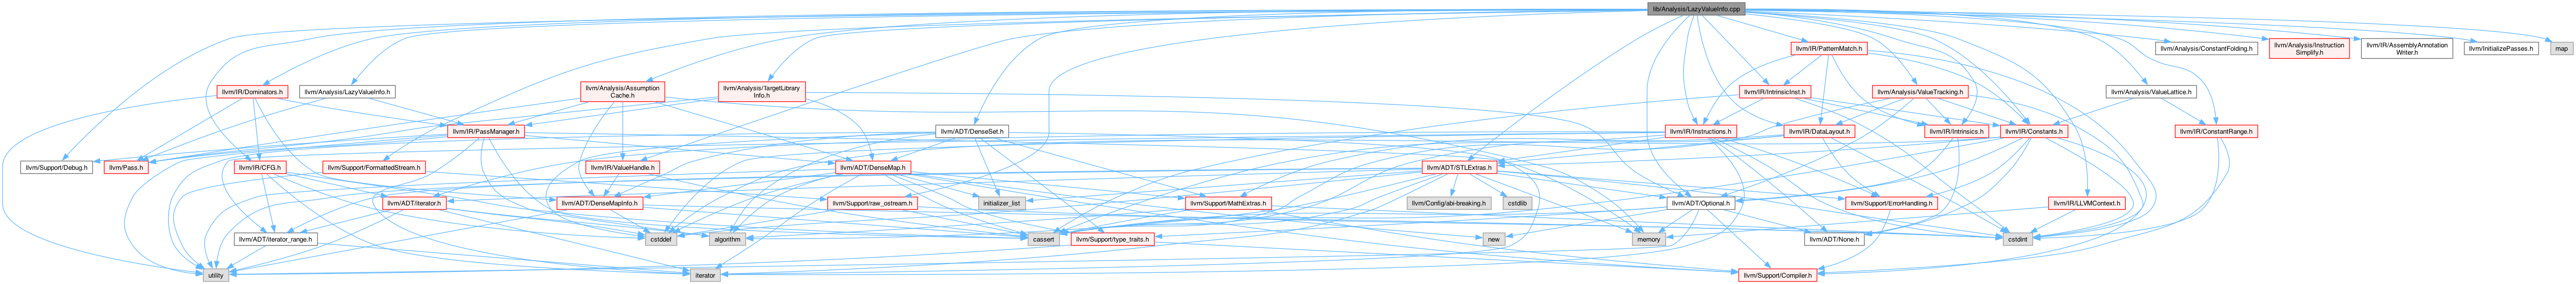 lib/Analysis/LazyValueInfo.cpp
llvm/IR/PatternMatch.h
llvm/Analysis/ConstantFolding.h
llvm/Analysis/Instruction
Simplify.h
llvm/IR/AssemblyAnnotation
Writer.h
llvm/InitializePasses.h
map
llvm/IR/Dominators.h
llvm/Analysis/LazyValueInfo.h
llvm/Analysis/Assumption
Cache.h
llvm/Analysis/TargetLibrary
Info.h
llvm/IR/IntrinsicInst.h
llvm/Analysis/ValueTracking.h
llvm/Analysis/ValueLattice.h
llvm/IR/PassManager.h
llvm/ADT/DenseSet.h
llvm/IR/Instructions.h
llvm/IR/DataLayout.h
llvm/IR/Intrinsics.h
llvm/IR/Constants.h
llvm/IR/ConstantRange.h
llvm/Support/Debug.h
llvm/Pass.h
llvm/IR/CFG.h
llvm/Support/FormattedStream.h
llvm/IR/ValueHandle.h
llvm/ADT/DenseMap.h
llvm/ADT/STLExtras.h
llvm/ADT/iterator.h
llvm/ADT/DenseMapInfo.h
llvm/Support/raw_ostream.h
initializer_list
llvm/Support/MathExtras.h
llvm/Config/abi-breaking.h
cstdlib
llvm/ADT/Optional.h
llvm/Support/ErrorHandling.h
llvm/IR/LLVMContext.h
llvm/ADT/iterator_range.h
cstddef
algorithm
cassert
llvm/Support/type_traits.h
new
memory
llvm/ADT/None.h
cstdint
utility
iterator
llvm/Support/Compiler.h